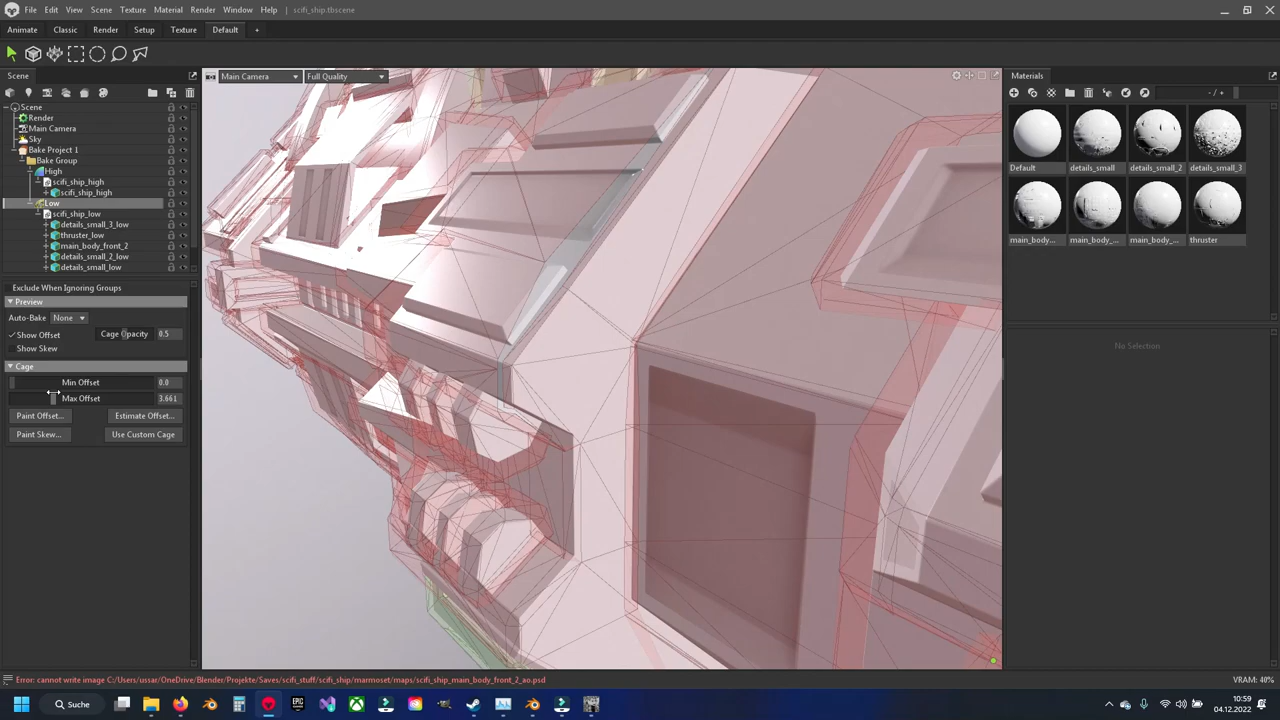 File Edit View Scene Texture Material Render Window Help scifi_ship.tbscene
Animate Classic Render Setup Texture Default +
Scene
Main Camera Full Quality
Materials
- / +
Scene
Render
Main Camera
Sky
Bake Project 1
Bake Group
High
scifi_ship_high
scifi_ship_high
Low
scifi_ship_low
details_small_3_low
thruster_low
main_body_front_2
details_small_2_low
details_small_low
Default details_small details_small_2 details_small_3
main_body... main_body_... main_body_... thruster
Exclude When Ignoring Groups
Preview
Auto-Bake None
Show Offset Cage Opacity 0.5
Show Skew
Cage
Min Offset 0.0
Max Offset 3.661
Paint Offset... Estimate Offset...
Paint Skew... Use Custom Cage
No Selection
Error: cannot write image C:/Users/ussar/OneDrive/Blender/Projekte/Saves/scifi_stuff/scifi_ship/marmoset/maps/scifi_ship_main_body_front_2_ao.psd VRAM: 40%
Suche
EPIC
10:59
04.12.2022